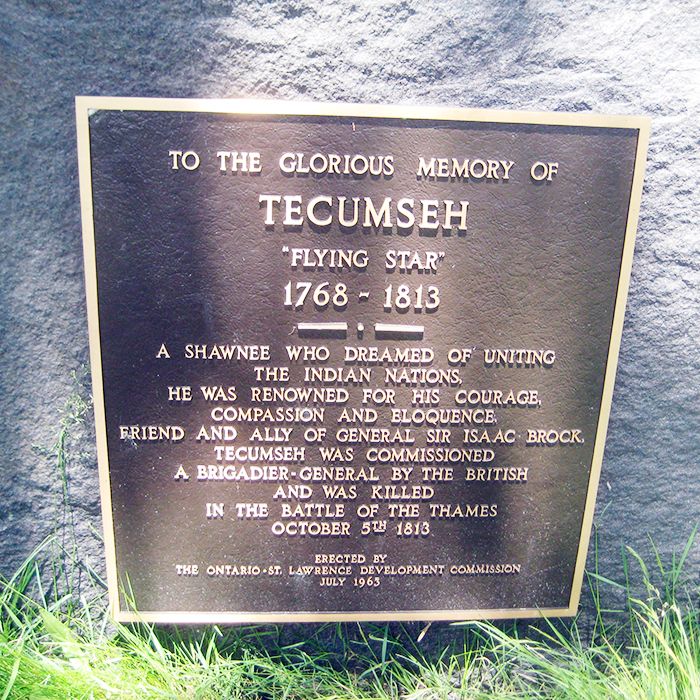 TO THE GLORIOUS MEMORY OF
TECUMSEH
"FLYING STAR"
1768 - 1813
A SHAWNEE WHO DREAMED OF UNITING
THE INDIAN NATIONS,
HE WAS RENOWNED FOR HIS COURAGE,
COMPASSION AND ELOQUENCE.
FRIEND AND ALLY OF GENERAL SIR ISAAC BROCK,
TECUMSEH WAS COMMISSIONED
A BRIGADIER-GENERAL BY THE BRITISH
AND WAS KILLED
IN THE BATTLE OF THE THAMES
OCTOBER 5TH 1813
ERECTED BY
THE ONTARIO-ST. LAWRENCE DEVELOPMENT COMMISSION
JULY 1965